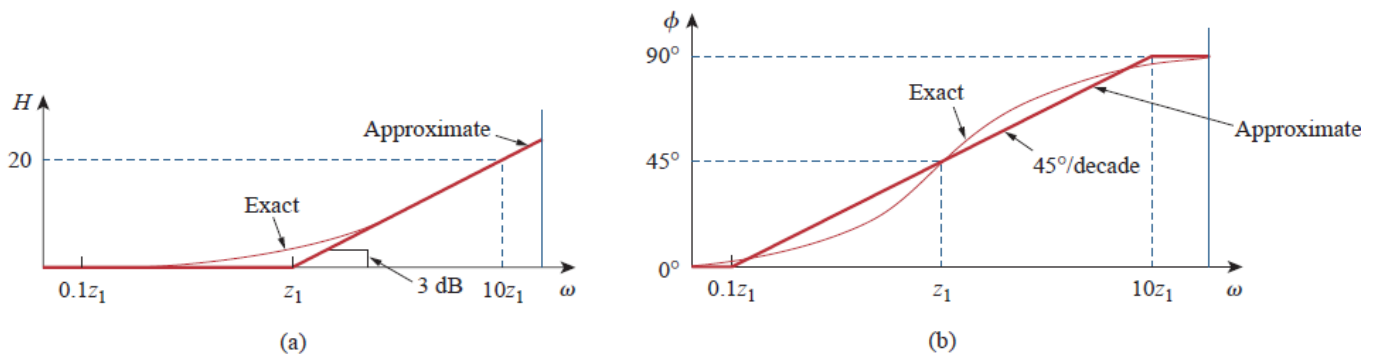 H
20
Approximate
Exact
3 dB
0.1z₁
z₁
10z₁
ω
(a)
ϕ
90°
45°
0°
Exact
Approximate
45°/decade
0.1z₁
z₁
10z₁
ω
(b)